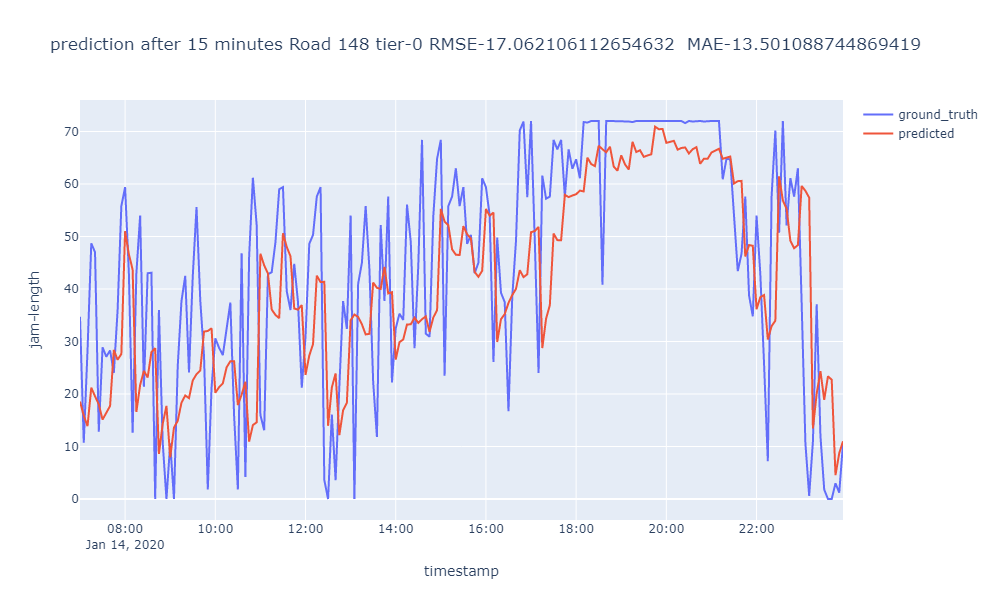 prediction after 15 minutes Road 148 tier-0 RMSE-17.062106112654632  MAE-13.501088744869419
ground_truth
predicted
jam-length
70
60
50
40
30
20
10
0
08:00 10:00 12:00 14:00 16:00 18:00 20:00 22:00
Jan 14, 2020
timestamp